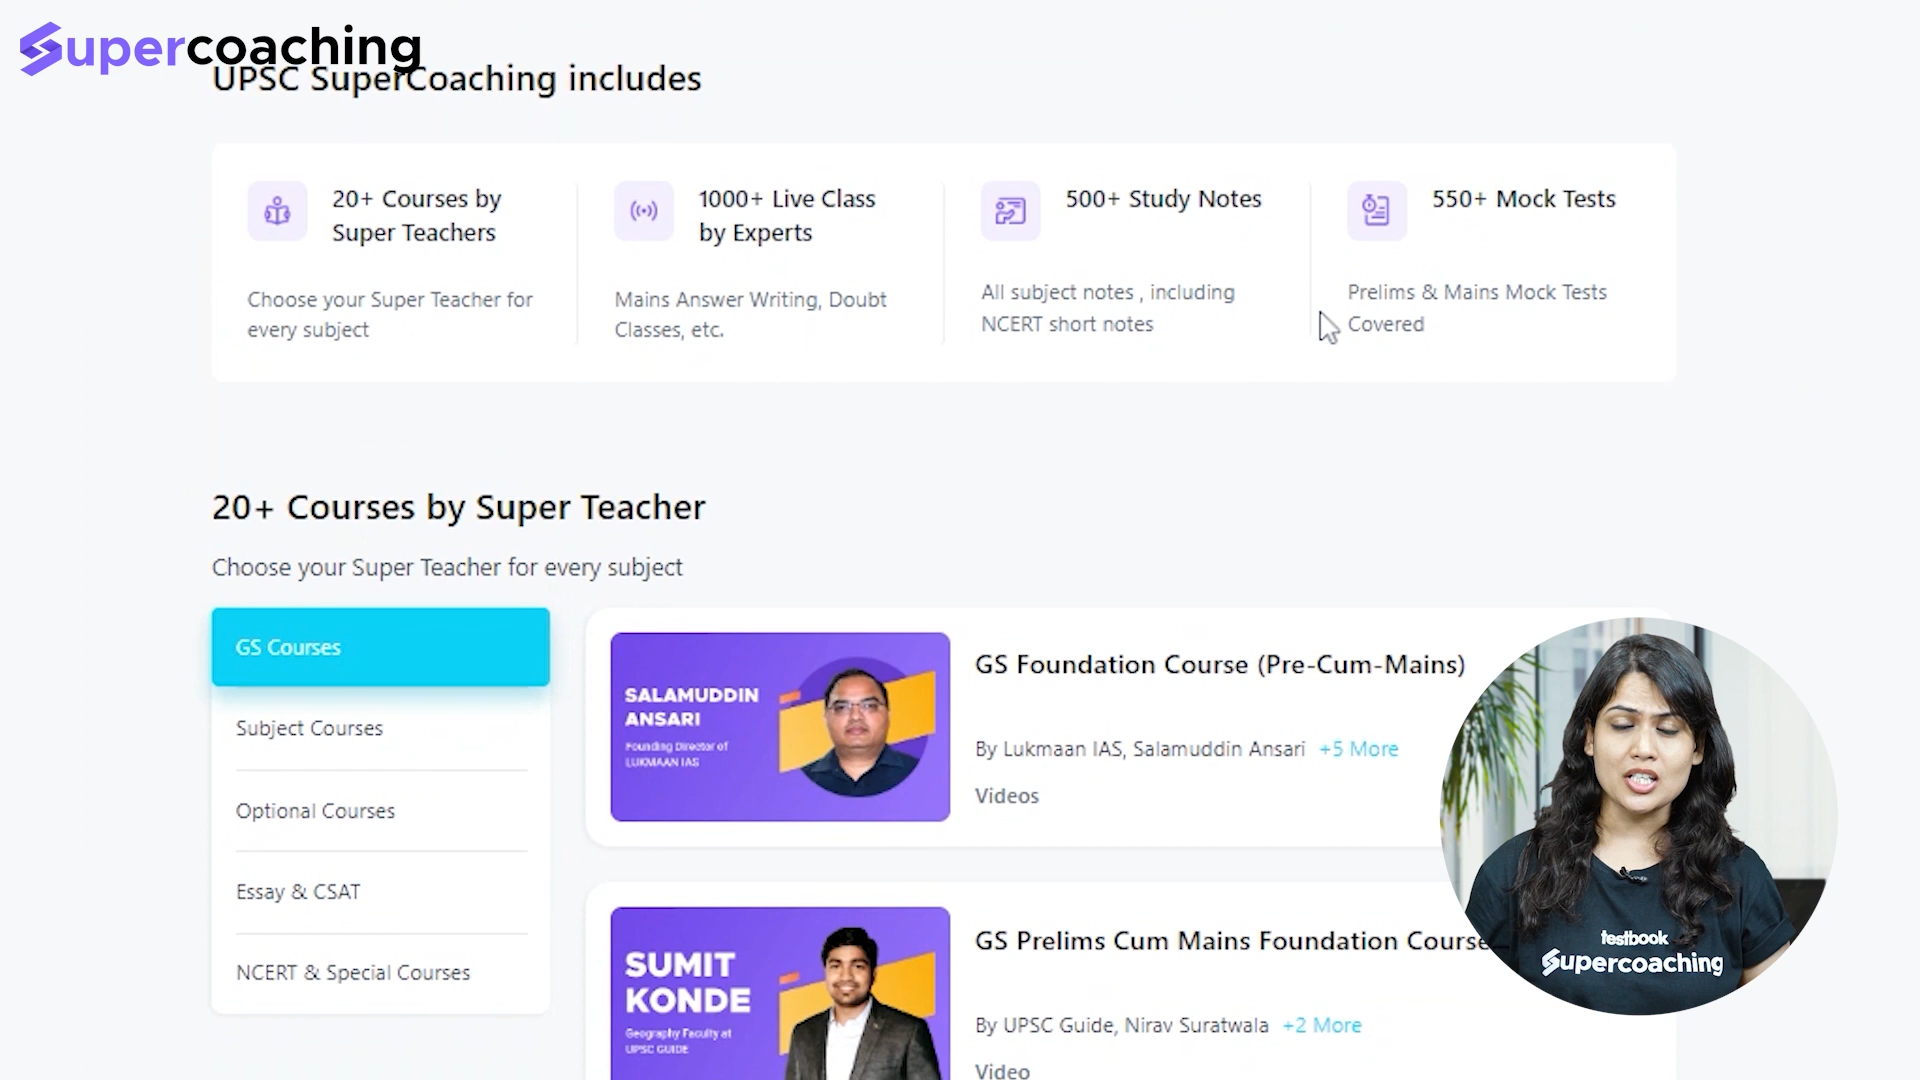 Supercoaching
UPSC SuperCoaching includes
20+ Courses by
Super Teachers
Choose your Super Teacher for
every subject
1000+ Live Class
by Experts
Mains Answer Writing, Doubt
Classes, etc.
500+ Study Notes
All subject notes , including
NCERT short notes
550+ Mock Tests
Prelims & Mains Mock Tests
Covered
20+ Courses by Super Teacher
Choose your Super Teacher for every subject
GS Courses
Subject Courses
Optional Courses
Essay & CSAT
NCERT & Special Courses
SALAMUDDIN
ANSARI
Founding Director of
LUKMAAN IAS
GS Foundation Course (Pre-Cum-Mains)
By Lukmaan IAS, Salamuddin Ansari +5 More
Videos
SUMIT
KONDE
Geography Faculty at
UPSC GUIDE
GS Prelims Cum Mains Foundation Course
By UPSC Guide, Nirav Suratwala +2 More
Video
testbook
Supercoaching